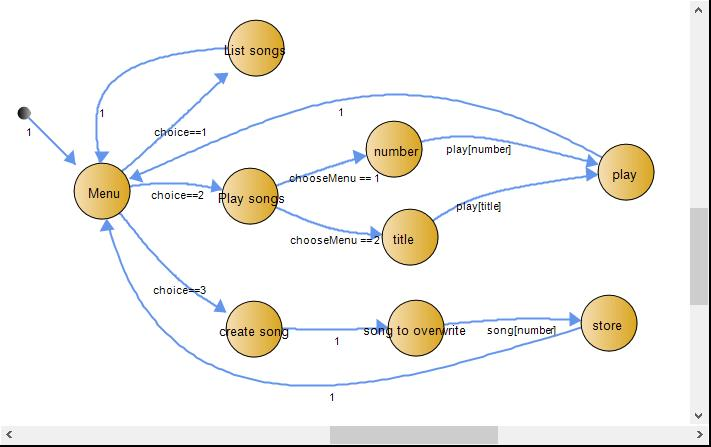 List songs
1
1
1
choice==1
number
play[number]
Menu
choice==2
Play songs
chooseMenu == 1
play
play[title]
chooseMenu ==2
title
choice==3
create song
1
song to overwrite
song[number]
store
1